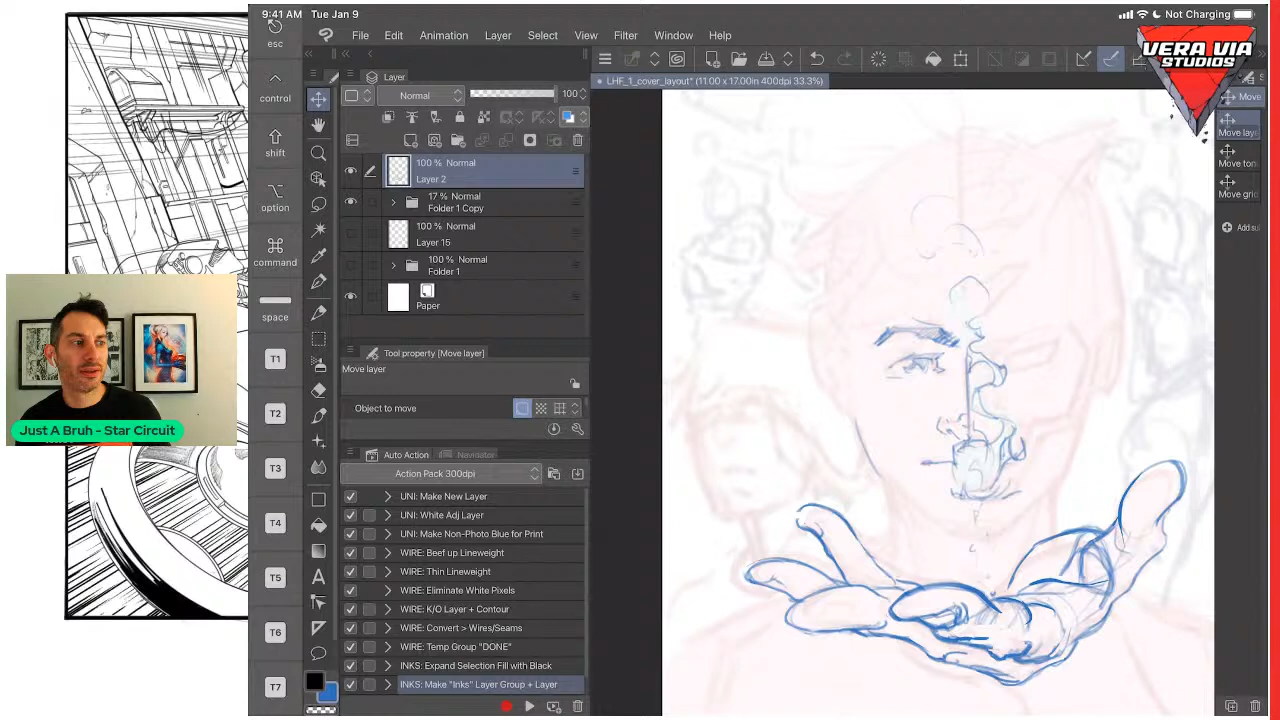 9:41 AM Tue Jan 9
Not Charging
esc
File Edit Animation Layer Select View Filter Window Help
VERA VIA
STUDIOS
LHF_1_cover_layout* (11.00 x 17.00in 400dpi 33.3%)
Layer
control
Normal 100
Move
Move lay
Move ton
Move grid
Add su
shift
option
command
space
T1
T2
T3
T4
T5
T6
T7
100 % Normal
Layer 2
17 % Normal
Folder 1 Copy
100 % Normal
Layer 15
100 % Normal
Folder 1
Paper
Tool property [Move layer]
Move layer
Object to move
Auto Action Navigator
Action Pack 300dpi
UNI: Make New Layer
UNI: White Adj Layer
UNI: Make Non-Photo Blue for Print
WIRE: Beef up Lineweight
WIRE: Thin Lineweight
WIRE: Eliminate White Pixels
WIRE: K/O Layer + Contour
WIRE: Convert > Wires/Seams
WIRE: Temp Group "DONE"
INKS: Expand Selection Fill with Black
INKS: Make "Inks" Layer Group + Layer
Just A Bruh - Star Circuit